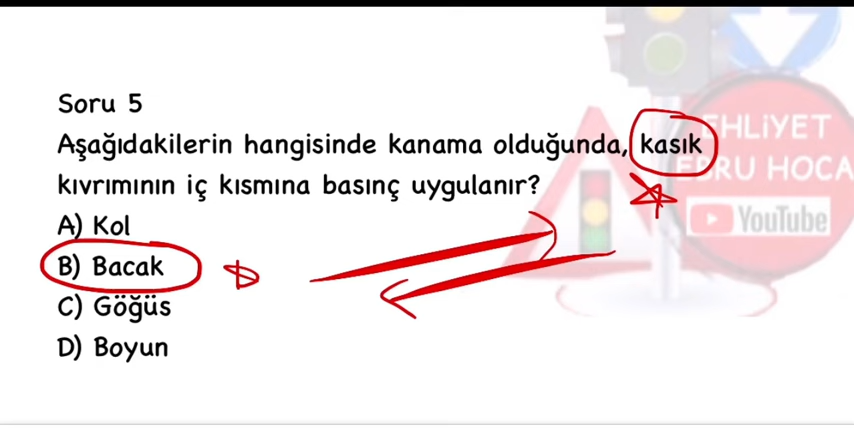 Soru 5
Aşağıdakilerin hangisinde kanama olduğunda, kasık
kıvrımının iç kısmına basınç uygulanır?
A) Kol
B) Bacak
C) Göğüs
D) Boyun
EHLİYET
EBRU HOCA
YouTube